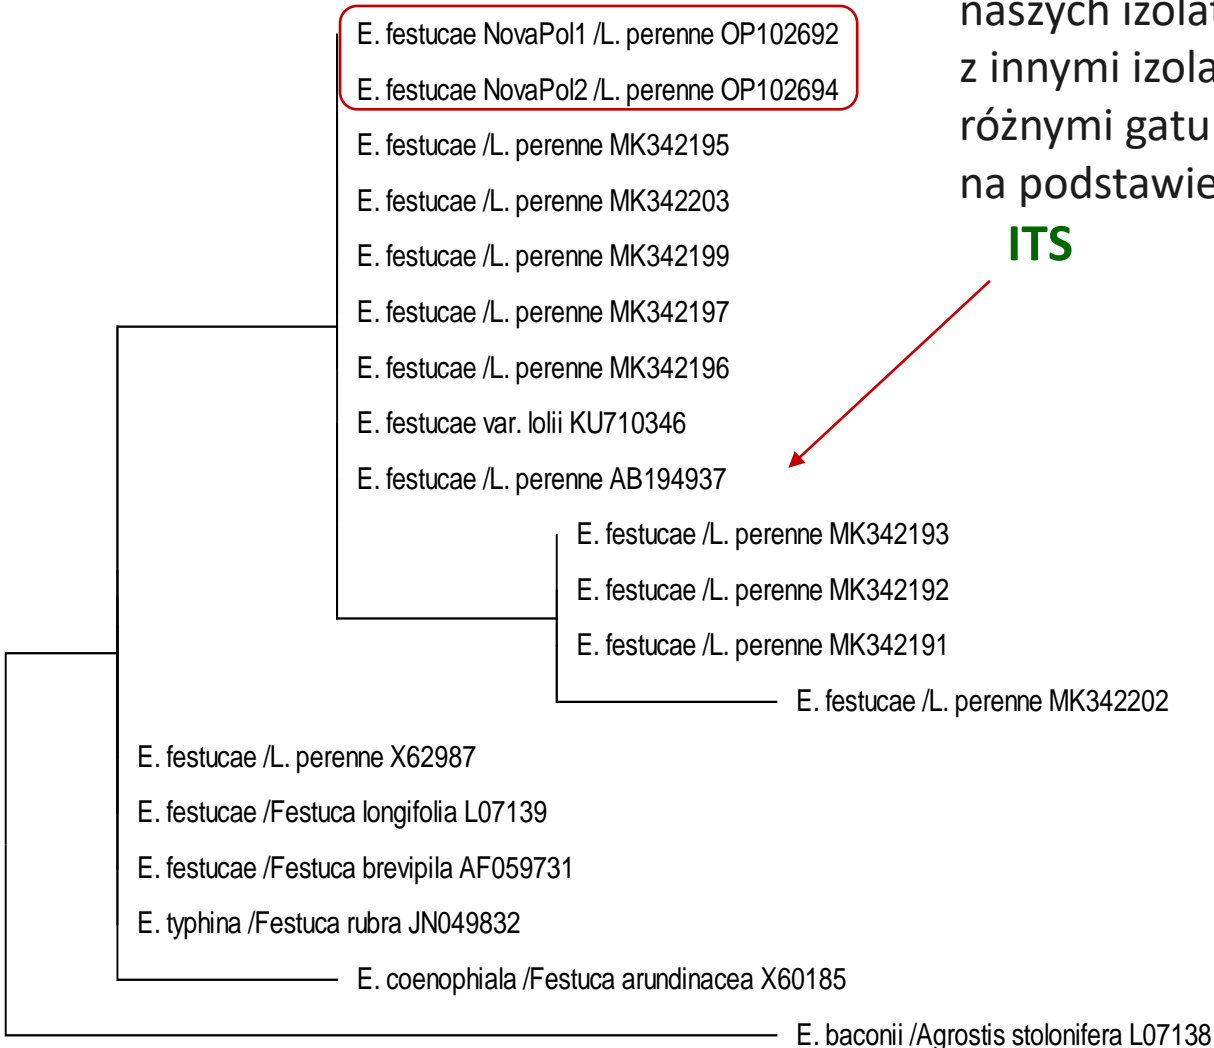 E. festucae NovaPol1 /L. perenne OP102692
E. festucae NovaPol2 /L. perenne OP102694
E. festucae /L. perenne MK342195
E. festucae /L. perenne MK342203
E. festucae /L. perenne MK342199
E. festucae /L. perenne MK342197
E. festucae /L. perenne MK342196
E. festucae var. lolii KU710346
E. festucae /L. perenne AB194937
E. festucae /L. perenne MK342193
E. festucae /L. perenne MK342192
E. festucae /L. perenne MK342191
E. festucae /L. perenne MK342202
E. festucae /L. perenne X62987
E. festucae /Festuca longifolia L07139
E. festucae /Festuca brevipila AF059731
E. typhina /Festuca rubra JN049832
E. coenophiala /Festuca arundinacea X60185
E. baconii /Agrostis stolonifera L07138
naszych
z innymi
różnymi
na podstawie
ITS